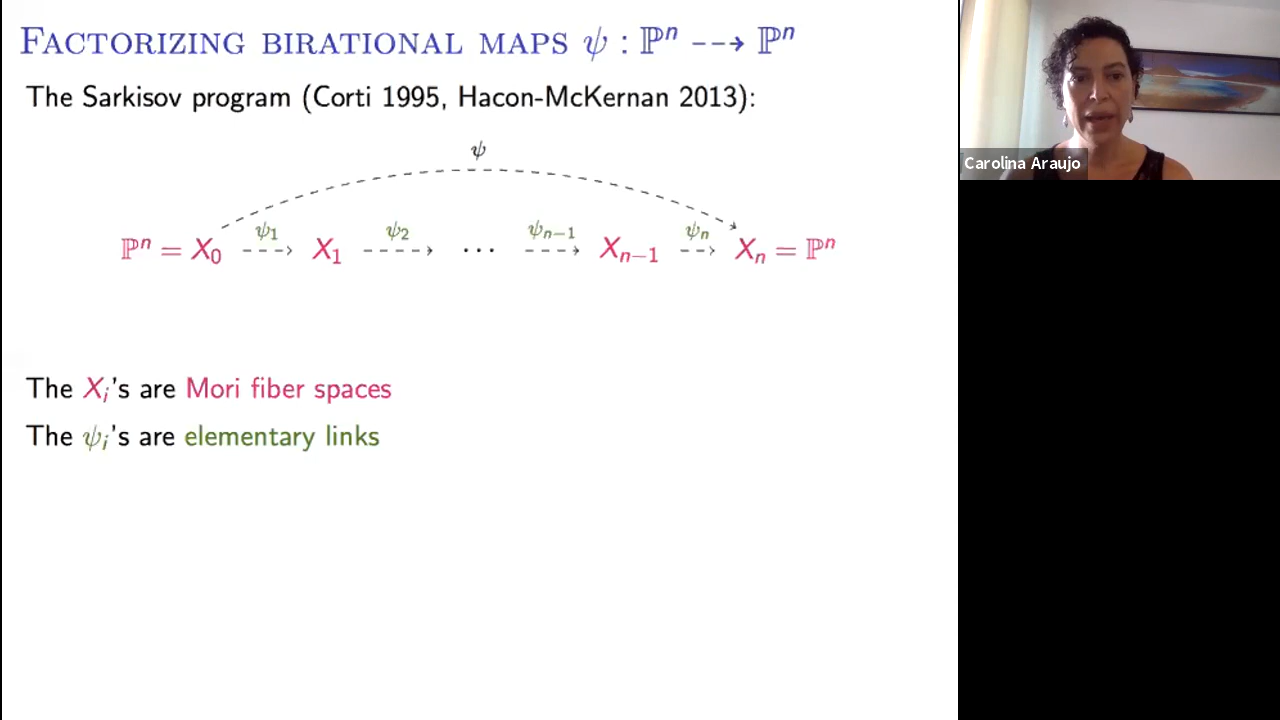 FACTORIZING BIRATIONAL MAPS ψ : ℙⁿ --→ ℙⁿ
The Sarkisov program (Corti 1995, Hacon-McKernan 2013):
ψ
ψ₁ ψ₂ ψₙ₋₁ ψₙ
ℙⁿ = X₀ --→ X₁ ----→ ··· ---→ Xₙ₋₁ --→ Xₙ = ℙⁿ
The Xᵢ's are Mori fiber spaces
The ψᵢ's are elementary links
Carolina Araujo